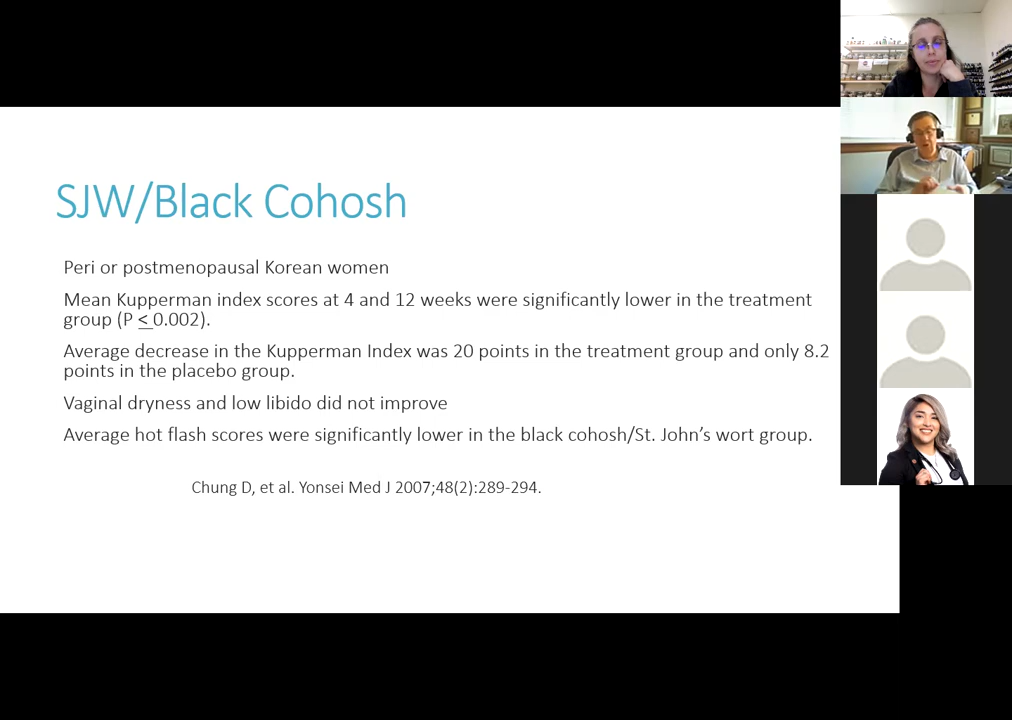 SJW/Black Cohosh
Peri or postmenopausal Korean women
Mean Kupperman index scores at 4 and 12 weeks were significantly lower in the treatment
group (P < 0.002).
Average decrease in the Kupperman Index was 20 points in the treatment group and only 8.2
points in the placebo group.
Vaginal dryness and low libido did not improve
Average hot flash scores were significantly lower in the black cohosh/St. John’s wort group.
Chung D, et al. Yonsei Med J 2007;48(2):289-294.